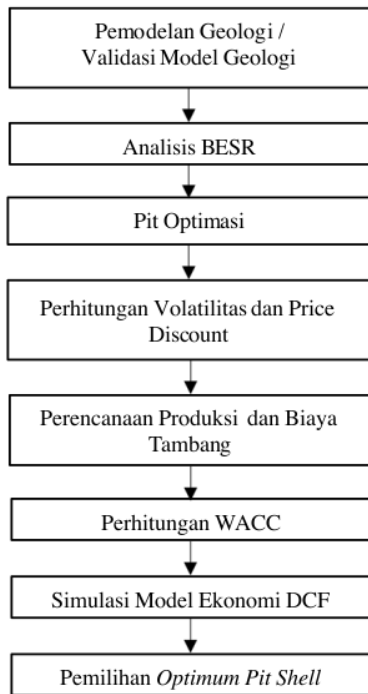 Pemodelan Geologi /
Validasi Model Geologi
Analisis BESR
Pit Optimasi
Perhitungan Volatilitas dan Price
Discount
Perencanaan Produksi dan Biaya
Tambang
Perhitungan WACC
Simulasi Model Ekonomi DCF
Pemilihan Optimum Pit Shell